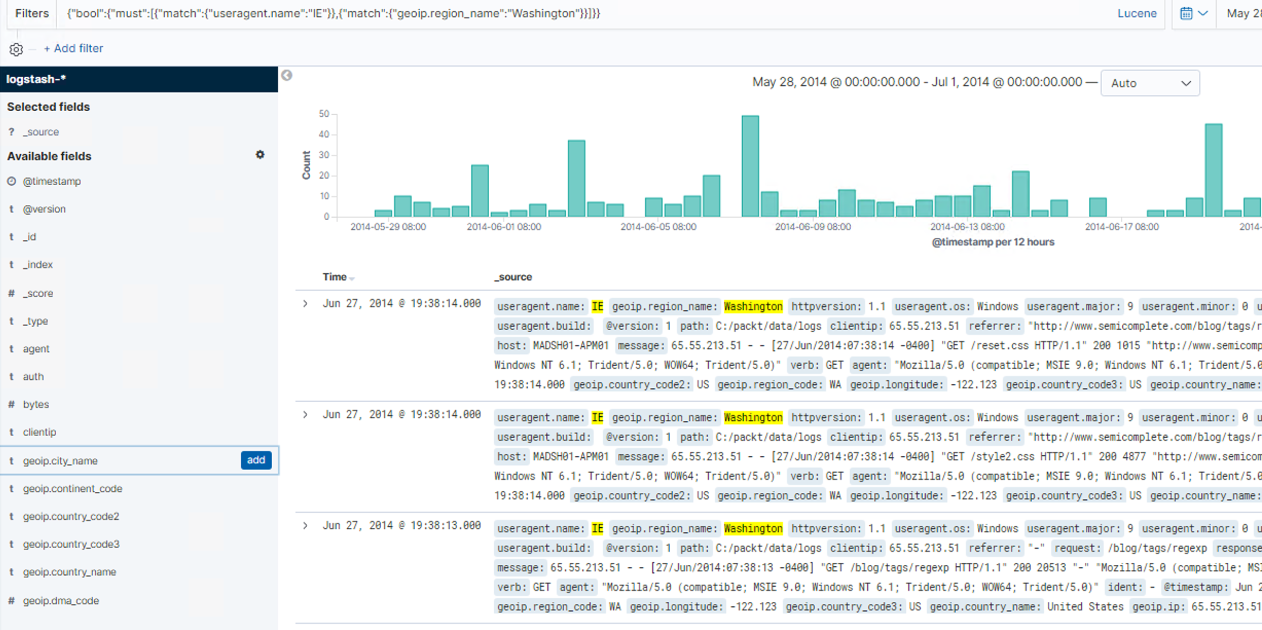 Filters {"bool":{"must":[{"match":{"useragent.name":"IE"}},{"match":{"geoip.region_name":"Washington"}}]}} Lucene May 28
+ Add filter
logstash-*
Selected fields
? _source
Available fields
@timestamp
t @version
t _id
t _index
# _score
t _type
t agent
t auth
# bytes
t clientip
t geoip.city_name add
t geoip.continent_code
t geoip.country_code2
t geoip.country_code3
t geoip.country_name
# geoip.dma_code
May 28, 2014 @ 00:00:00.000 - Jul 1, 2014 @ 00:00:00.000 — Auto
Count
50
40
30
20
10
0
2014-05-29 08:00 2014-06-01 08:00 2014-06-05 08:00 2014-06-09 08:00 2014-06-13 08:00 2014-06-17 08:00 2014-
@timestamp per 12 hours
Time _source
Jun 27, 2014 @ 19:38:14.000 useragent.name: IE geoip.region_name: Washington httpversion: 1.1 useragent.os: Windows useragent.major: 9 useragent.minor: 0 u
useragent.build: @version: 1 path: C:/packt/data/logs clientip: 65.55.213.51 referrer: "http://www.semicomplete.com/blog/tags/r
host: MADSH01-APM01 message: 65.55.213.51 - - [27/Jun/2014:07:38:14 -0400] "GET /reset.css HTTP/1.1" 200 1015 "http://www.semicomp
Windows NT 6.1; Trident/5.0; WOW64; Trident/5.0)" verb: GET agent: "Mozilla/5.0 (compatible; MSIE 9.0; Windows NT 6.1; Trident/5.
19:38:14.000 geoip.country_code2: US geoip.region_code: WA geoip.longitude: -122.123 geoip.country_code3: US geoip.country_name:
Jun 27, 2014 @ 19:38:14.000 useragent.name: IE geoip.region_name: Washington httpversion: 1.1 useragent.os: Windows useragent.major: 9 useragent.minor: 0 u
useragent.build: @version: 1 path: C:/packt/data/logs clientip: 65.55.213.51 referrer: "http://www.semicomplete.com/blog/tags/r
host: MADSH01-APM01 message: 65.55.213.51 - - [27/Jun/2014:07:38:14 -0400] "GET /style2.css HTTP/1.1" 200 4877 "http://www.semicom
Windows NT 6.1; Trident/5.0; WOW64; Trident/5.0)" verb: GET agent: "Mozilla/5.0 (compatible; MSIE 9.0; Windows NT 6.1; Trident/5.
19:38:14.000 geoip.country_code2: US geoip.region_code: WA geoip.longitude: -122.123 geoip.country_code3: US geoip.country_name:
Jun 27, 2014 @ 19:38:13.000 useragent.name: IE geoip.region_name: Washington httpversion: 1.1 useragent.os: Windows useragent.major: 9 useragent.minor: 0 u
useragent.build: @version: 1 path: C:/packt/data/logs clientip: 65.55.213.51 referrer: "-" request: /blog/tags/regexp response
message: 65.55.213.51 - - [27/Jun/2014:07:38:13 -0400] "GET /blog/tags/regexp HTTP/1.1" 200 20513 "-" "Mozilla/5.0 (compatible; MSI
verb: GET agent: "Mozilla/5.0 (compatible; MSIE 9.0; Windows NT 6.1; Trident/5.0; WOW64; Trident/5.0)" ident: - @timestamp: Jun 2
geoip.region_code: WA geoip.longitude: -122.123 geoip.country_code3: US geoip.country_name: United States geoip.ip: 65.55.213.51